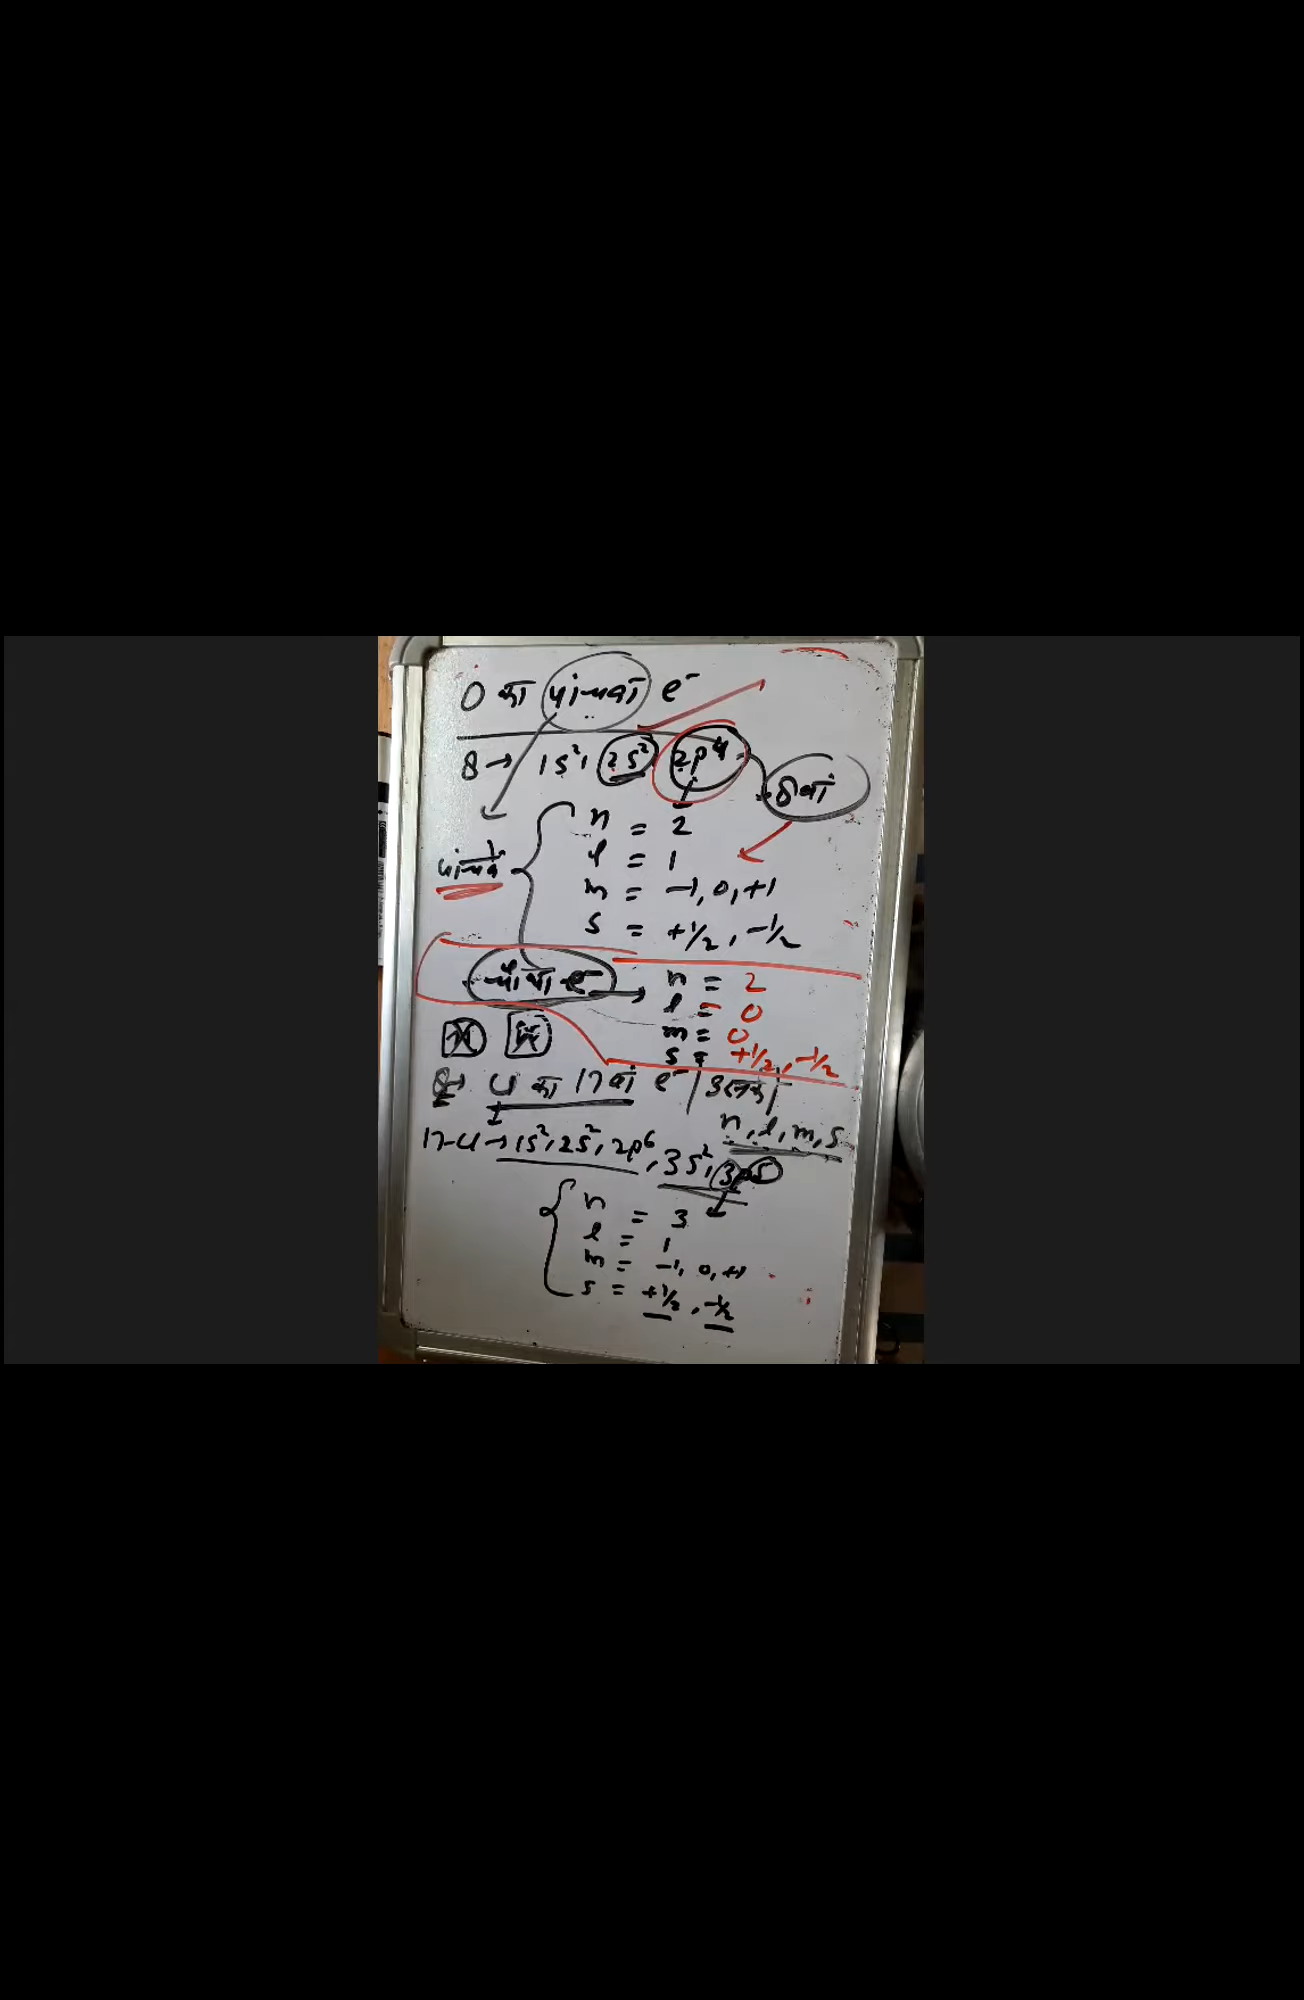 O का पांचवां e⁻
8 → 1s², 2s² 2p⁴
8वां
n = 2
l = 1
पांचवां
m = -1, 0, +1
s = +1/2, -1/2
e⁻ → n = 2
l = 0
m = 0
s = +1/2, -1/2
Cl का 17वां e⁻
n, l, m, s
17-Cl → 1s², 2s², 2p⁶, 3s², 3p5
n = 3
l = 1
m = -1, 0, +1
s = +1/2, -1/2